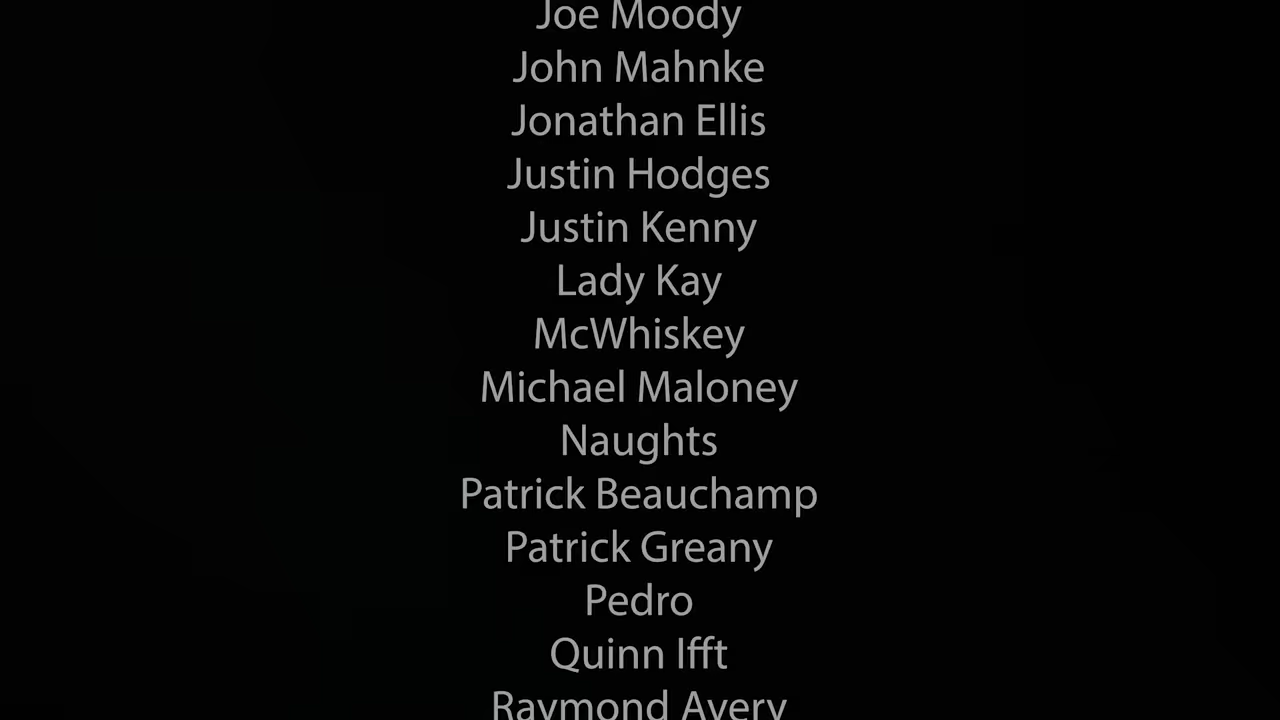 Joe Moody
John Mahnke
Jonathan Ellis
Justin Hodges
Justin Kenny
Lady Kay
McWhiskey
Michael Maloney
Naughts
Patrick Beauchamp
Patrick Greany
Pedro
Quinn Ifft
Raymond Avery